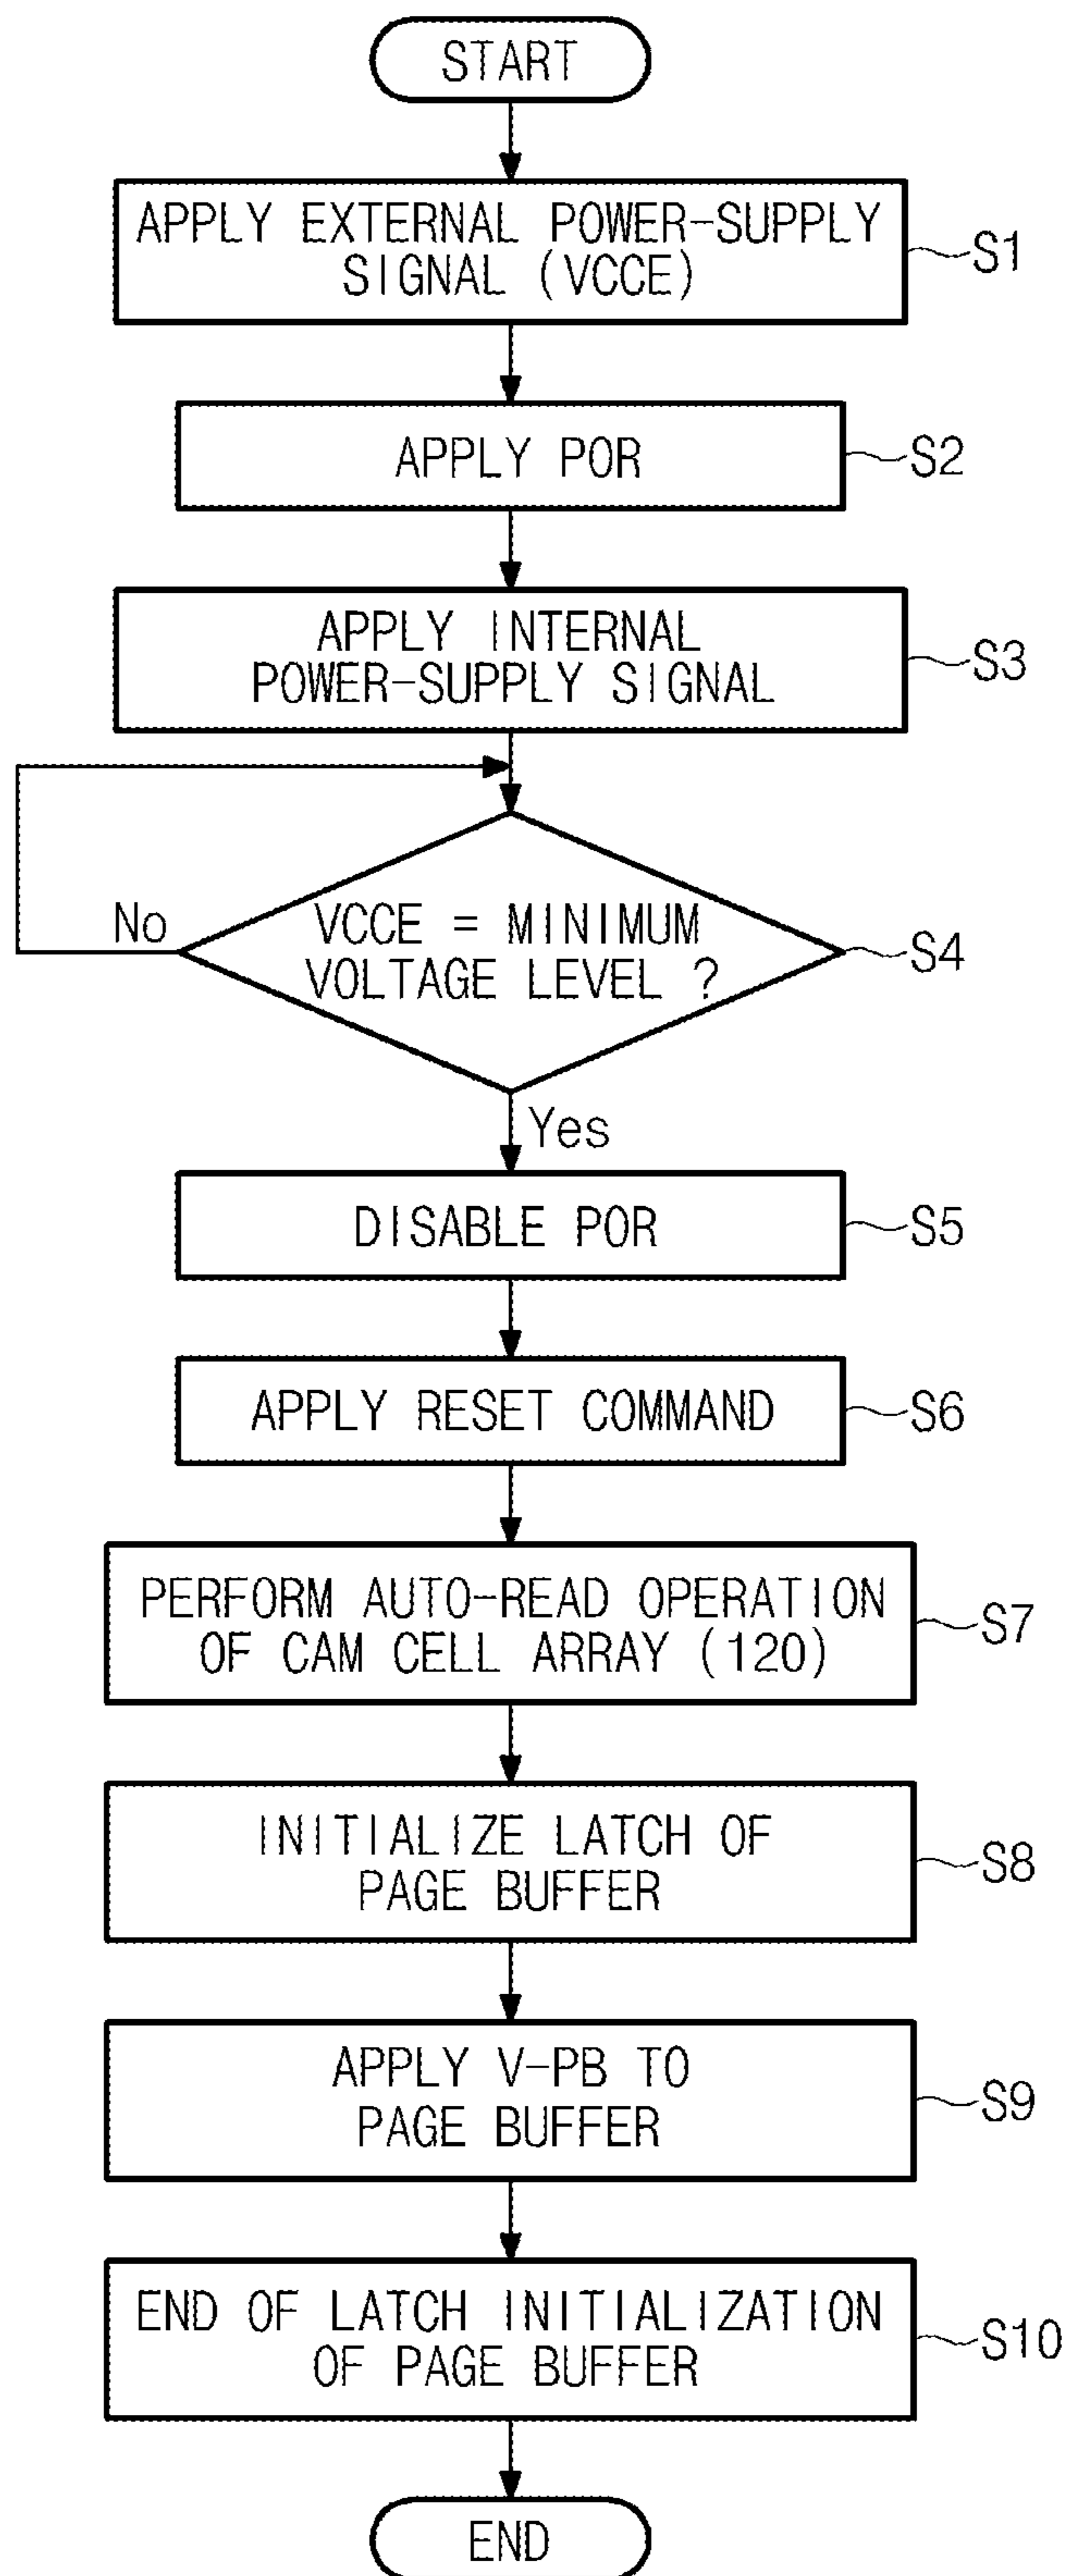 START
APPLY EXTERNAL POWER-SUPPLY
SIGNAL (VCCE)
S1
APPLY POR
S2
APPLY INTERNAL
POWER-SUPPLY SIGNAL
S3
No
VCCE = MINIMUM
VOLTAGE LEVEL ?
S4
Yes
DISABLE POR
S5
APPLY RESET COMMAND
S6
PERFORM AUTO-READ OPERATION
OF CAM CELL ARRAY (120)
S7
INITIALIZE LATCH OF
PAGE BUFFER
S8
APPLY V-PB TO
PAGE BUFFER
S9
END OF LATCH INITIALIZATION
OF PAGE BUFFER
S10
END